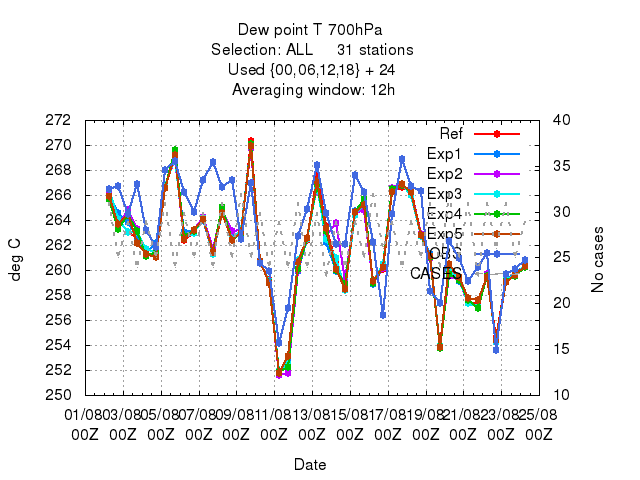 Dew point T 700hPa
Selection: ALL 31 stations
Used {00,06,12,18} + 24
Averaging window: 12h
272 40
270 Ref
268 Exp1 35
266 Exp2
Exp3
264 Exp4 30
262 Exp5
OBS 25
260 CASES
258 20
256
254 15
252
250 10
deg C
No cases
01/08 03/08 05/08 07/08 09/08 11/08 13/08 15/08 17/08 19/08 21/08 23/08 25/08
00Z 00Z 00Z 00Z 00Z 00Z 00Z 00Z 00Z 00Z 00Z 00Z 00Z
Date